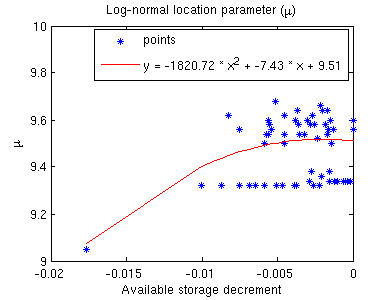 Log-normal location parameter (μ)
10
points
y = -1820.72 * x² + -7.43 * x + 9.51
9.8
9.6
9.4
9.2
9
μ
-0.02
-0.015
-0.01
-0.005
0
Available storage decrement